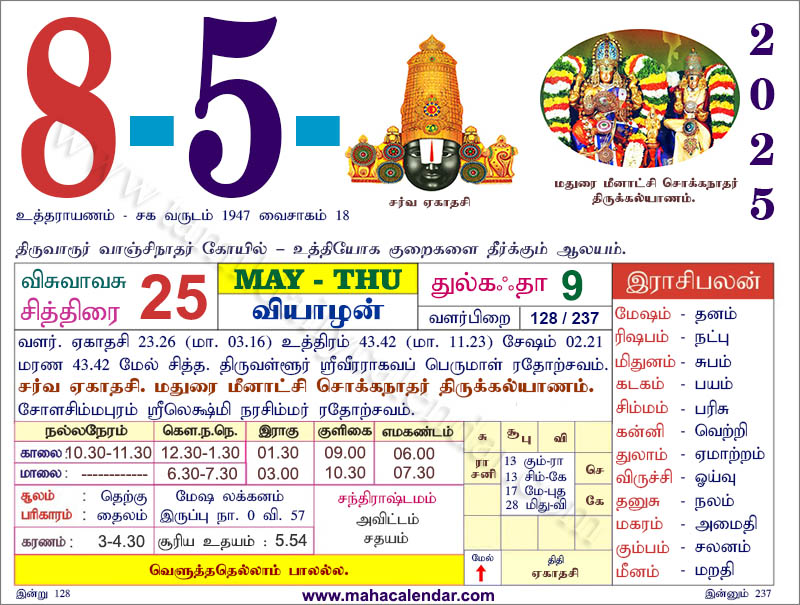 8-5-
2025
சர்வ ஏகாதசி
மதுரை மீனாட்சி சொக்கநாதர்
திருக்கல்யாணம்.
உத்தராயணம் - சக வருடம் 1947 வைசாகம் 18
திருவாரூர் வாஞ்சிநாதர் கோயில் – உத்தியோக குறைகளை தீர்க்கும் ஆலயம்.
விசுவாவசு
சித்திரை 25
MAY - THU
வியாழன்
துல்கஃதா 9
வளர்பிறை 128 / 237
வளர். ஏகாதசி 23.26 (மா. 03.16) உத்திரம் 43.42 (மா. 11.23) சேஷம் 02.21
மரண 43.42 மேல் சித்த. திருவள்ளூர் ஸ்ரீவீரராகவப் பெருமாள் ரதோற்சவம்.
சர்வ ஏகாதசி. மதுரை மீனாட்சி சொக்கநாதர் திருக்கல்யாணம்.
சோளசிம்மபுரம் ஸ்ரீலெக்ஷ்மி நரசிம்மர் ரதோற்சவம்.
நல்லநேரம் கௌ.ந.நெ. இராகு குளிகை எமகண்டம்
காலை: 10.30-11.30 12.30-1.30 01.30 09.00 06.00
மாலை: ------------ 6.30-7.30 03.00 10.30 07.30
சூலம் : தெற்கு மேஷ லக்கனம்
பரிகாரம் : தைலம் இருப்பு நா. 0 வி. 57
கரணம் : 3-4.30 சூரிய உதயம் : 5.54
சந்திராஷ்டமம்
அவிட்டம்
சதயம்
சு சூ பு வி
ரா சனி
13 கும்-ரா
13 சிம்-கே
17 மே-புத
28 மிது-வி
செ
கே
மேல்
திதி
ஏகாதசி
வெளுத்ததெல்லாம் பாலல்ல.
இராசிபலன்
மேஷம் - தனம்
ரிஷபம் - நட்பு
மிதுனம் - சுபம்
கடகம் - பயம்
சிம்மம் - பரிசு
கன்னி - வெற்றி
துலாம் - ஏமாற்றம்
விருச்சி - ஓய்வு
தனுசு - நலம்
மகரம் - அமைதி
கும்பம் - சலனம்
மீனம் - மறதி
இன்று 128
www.mahacalendar.com
இன்னும் 237